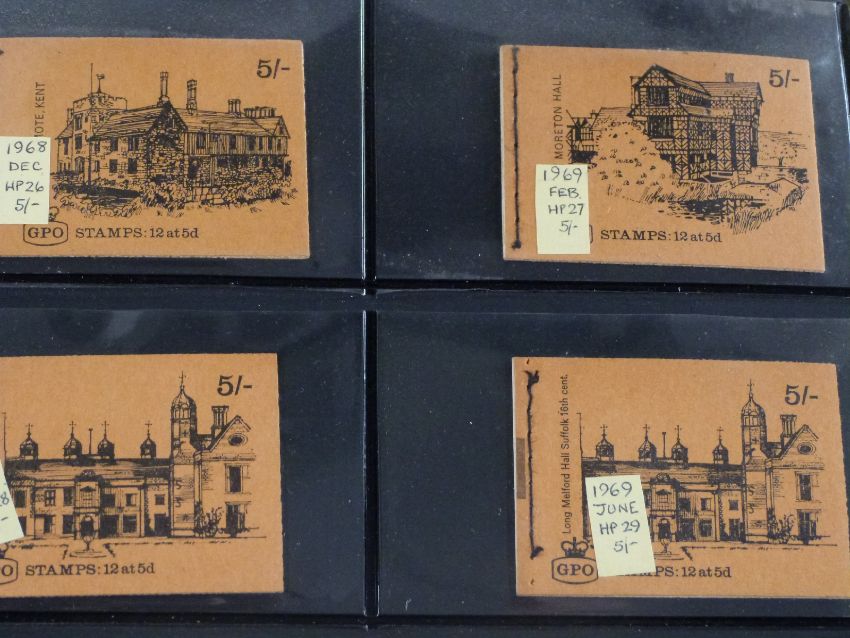 5/-
OTE, KENT
1968
DEC
HP26
5/-
GPO STAMPS: 12 at 5d
5/-
MORETON HALL
1969
FEB.
HP27
5/-
STAMPS: 12 at 5d
5/-
8
-
PO STAMPS: 12 at 5d
5/-
Long Melford Hall Suffolk 16th cent.
1969
JUNE
HP29
5/-
GPO STAMPS: 12 at 5d